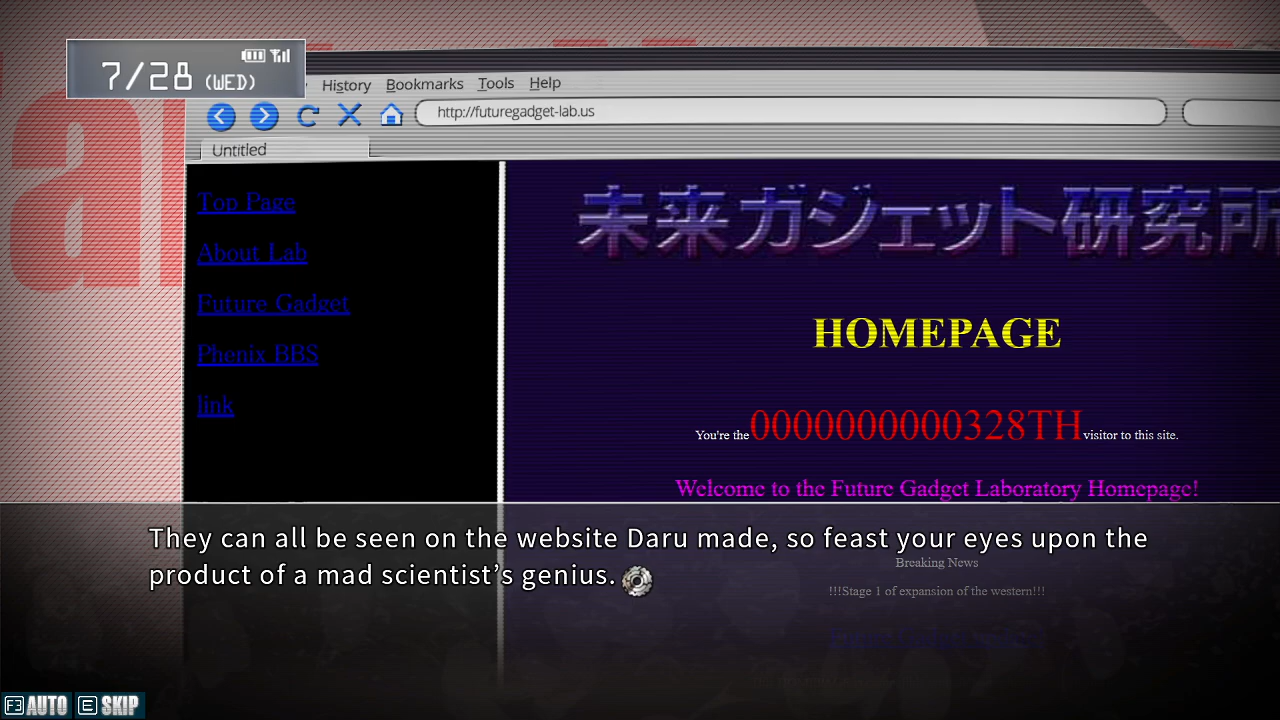 7/28 (WED)
History Bookmarks Tools Help
http://futuregadget-lab.us
Untitled
Top Page
About Lab
Future Gadget
Phenix BBS
link
未来ガジェット研究所
HOMEPAGE
You're the 0000000000328TH visitor to this site.
Welcome to the Future Gadget Laboratory Homepage!
They can all be seen on the website Daru made, so feast your eyes upon the
product of a mad scientist's genius.
Breaking News
!!!Stage 1 of expansion of the western!!!
F3 AUTO E SKIP